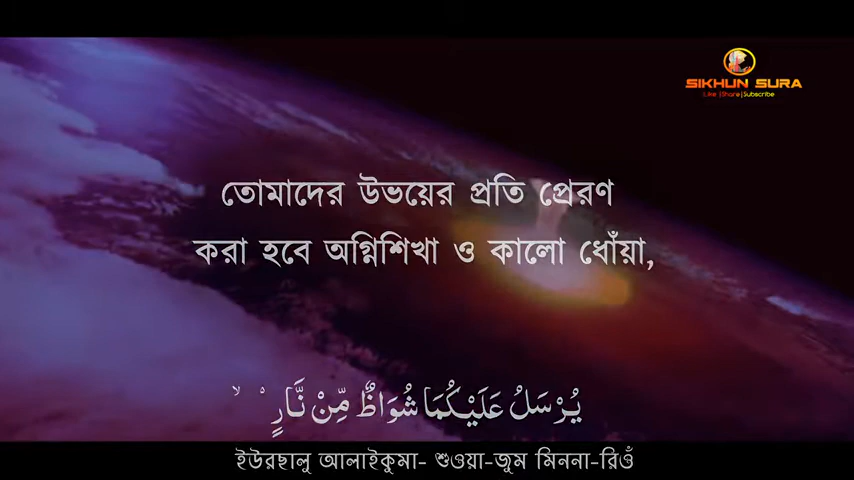 SIKHUN SURA
Like |Share|Subscribe
তোমাদের উভয়ের প্রতি প্রেরণ
করা হবে অগ্নিশিখা ও কালো ধোঁয়া,
يُرْسَلُ عَلَيْكُمَا شُوَاظٌ مِّنْ نَّارٍ ۙ
ইউরছালু আলাইকুমা- শুওয়া-জুম মিননা-রিওঁ